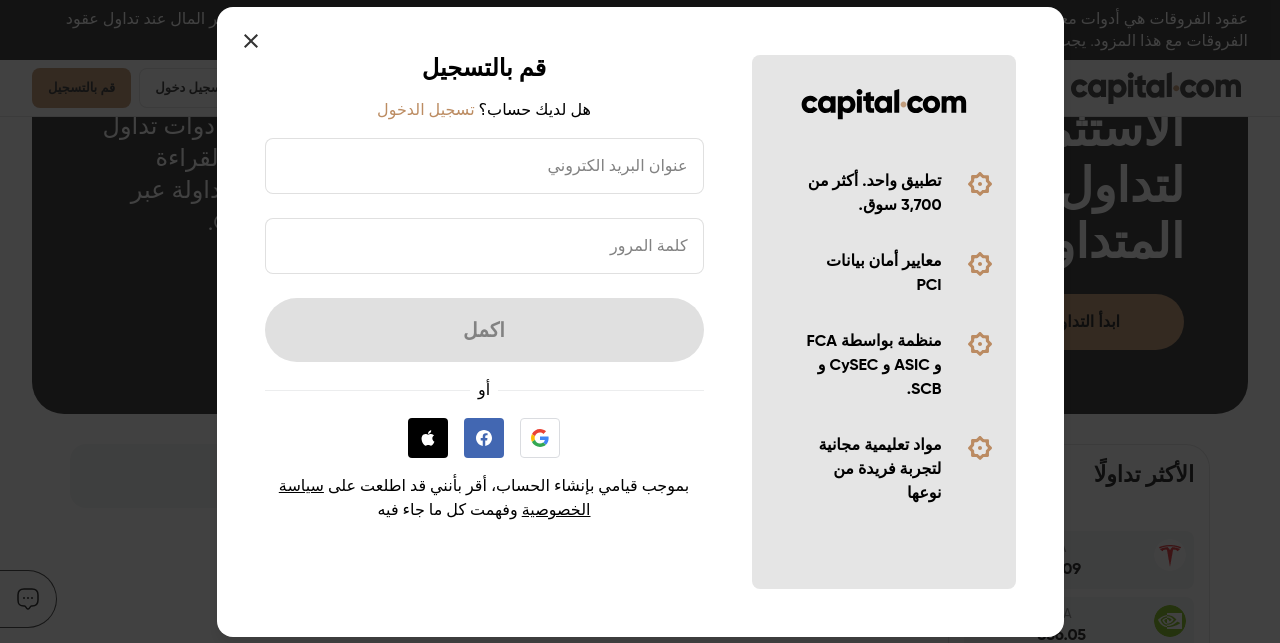 عقود الفروقات هي أدوات
ر المال عند تداول عقود
الفروقات مع هذا المزود. يجب
capital.com
تسجيل دخول
قم بالتسجيل
لتداول
دوات تداول
ابدأ التداول
الأكثر تداولًا
قم بالتسجيل
هل لديك حساب؟ تسجيل الدخول
عنوان البريد الكتروني
كلمة المرور
اكمل
أو
بموجب قيامي بإنشاء الحساب، أقر بأنني قد اطلعت على سياسة
الخصوصية وفهمت كل ما جاء فيه
capital.com
تطبيق واحد. أكثر من
3,700 سوق.
معايير أمان بيانات
PCI
منظمة بواسطة FCA
و ASIC و CySEC و
SCB.
مواد تعليمية مجانية
لتجربة فريدة من
نوعها